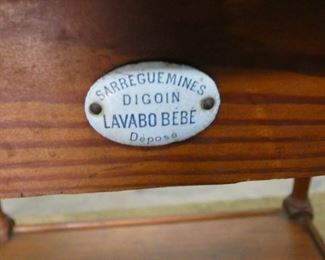 SARREGUEMINES
DIGOIN
LAVABO BÉBÉ
Déposé